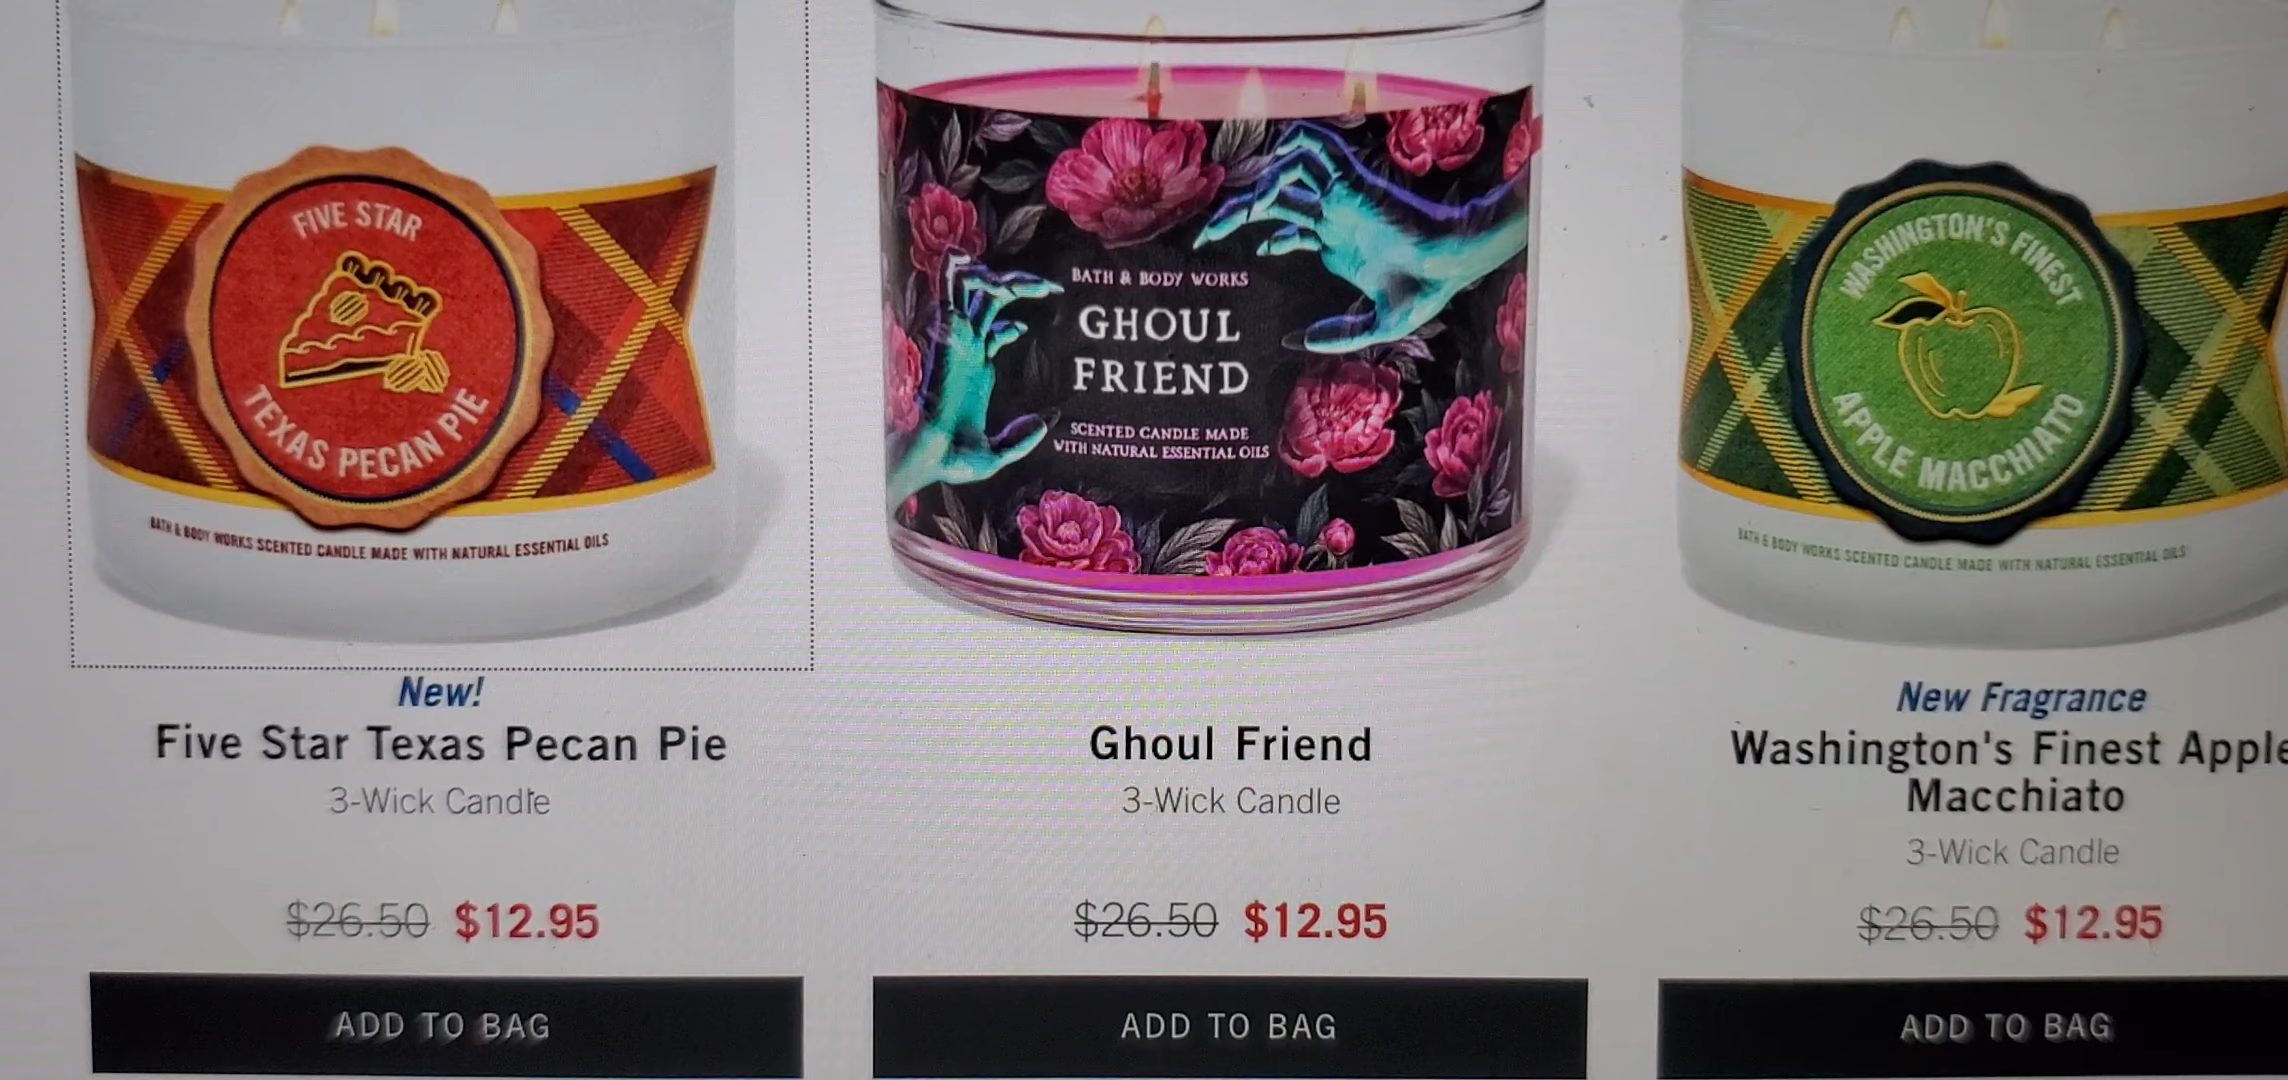 FIVE STAR
TEXAS PECAN PIE
BATH & BODY WORKS SCENTED CANDLE MADE WITH NATURAL ESSENTIAL OILS
New!
Five Star Texas Pecan Pie
3-Wick Candle
$26.50 $12.95
ADD TO BAG
BATH & BODY WORKS
GHOUL
FRIEND
SCENTED CANDLE MADE
WITH NATURAL ESSENTIAL OILS
Ghoul Friend
3-Wick Candle
$26.50 $12.95
ADD TO BAG
WASHINGTON'S FINEST
APPLE MACCHIATO
BATH & BODY WORKS SCENTED CANDLE MADE WITH NATURAL ESSENTIAL OILS
New Fragrance
Washington's Finest Apple
Macchiato
3-Wick Candle
$26.50 $12.95
ADD TO BAG